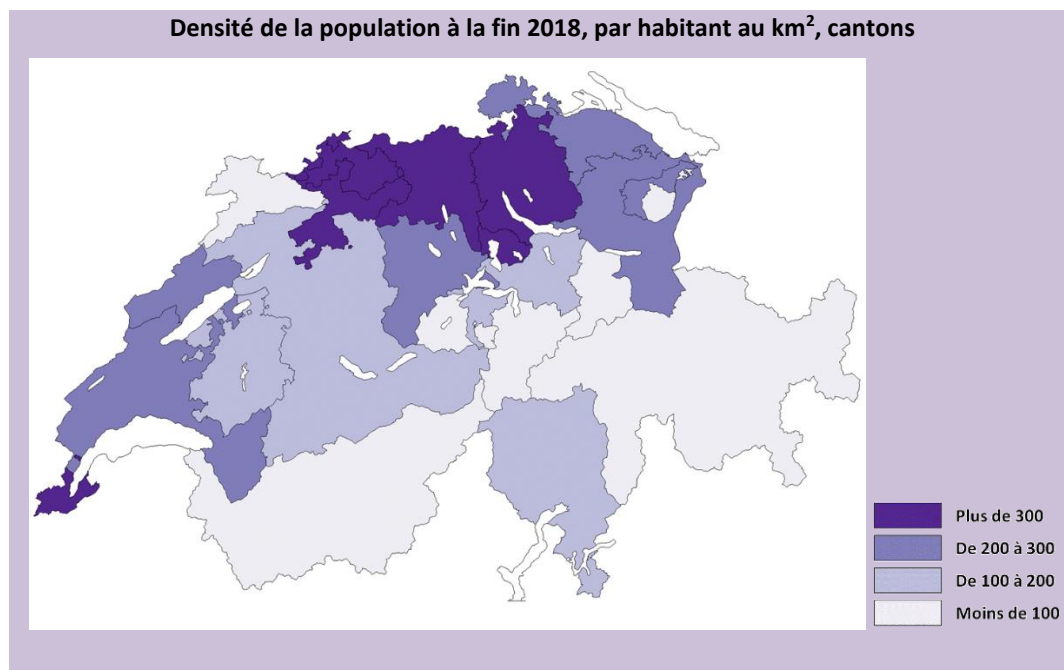 Densité de la population à la fin 2018, par habitant au km², cantons
Plus de 300
De 200 à 300
De 100 à 200
Moins de 100